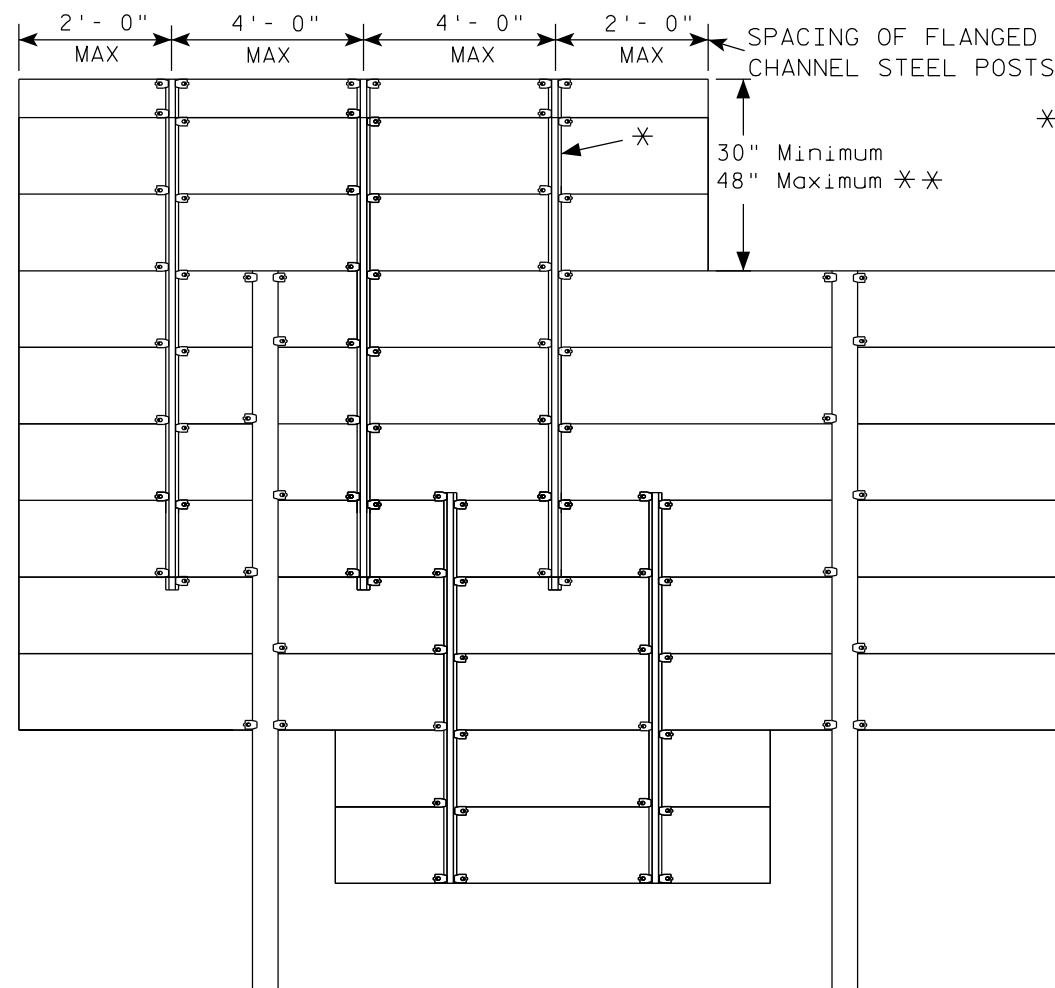 2'- 0" 4'- 0" 4'- 0" 2'- 0"
MAX MAX MAX MAX
SPACING OF FLANGED
CHANNEL STEEL POSTS
*
*
30" Minimum
48" Maximum **